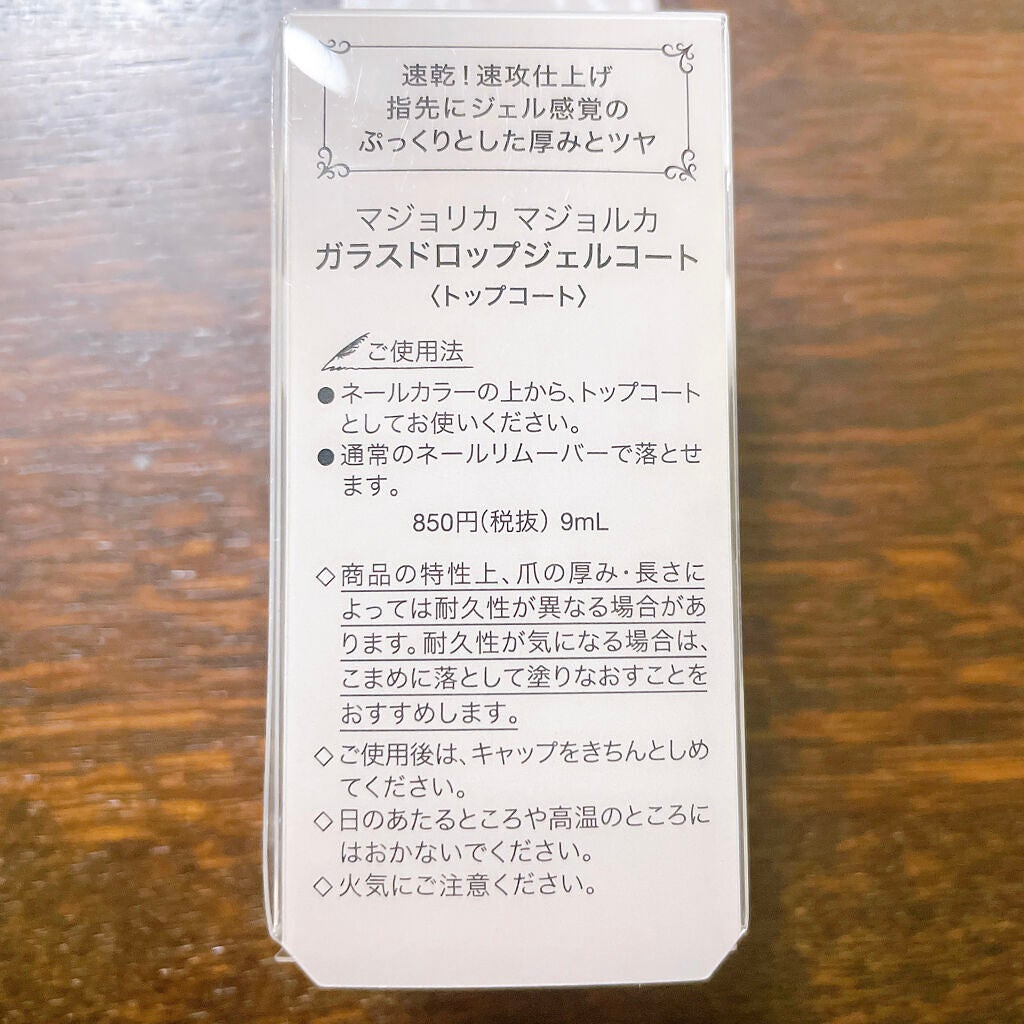 速乾!速攻仕上げ
指先にジェル感覚の
ぷっくりとした厚みとツヤ
マジョリカ マジョルカ
ガラスドロップジェルコート
〈トップコート〉
ご使用法
●ネールカラーの上から、トップコート
としてお使いください。
●通常のネールリムーバーで落とせ
ます。
850円(税抜) 9mL
◇商品の特性上、爪の厚み・長さに
よっては耐久性が異なる場合があ
ります。耐久性が気になる場合は、
こまめに落として塗りなおすことを
おすすめします。
◇ご使用後は、キャップをきちんとしめ
てください。
◇日のあたるところや高温のところに
はおかないでください。
◇火気にご注意ください。